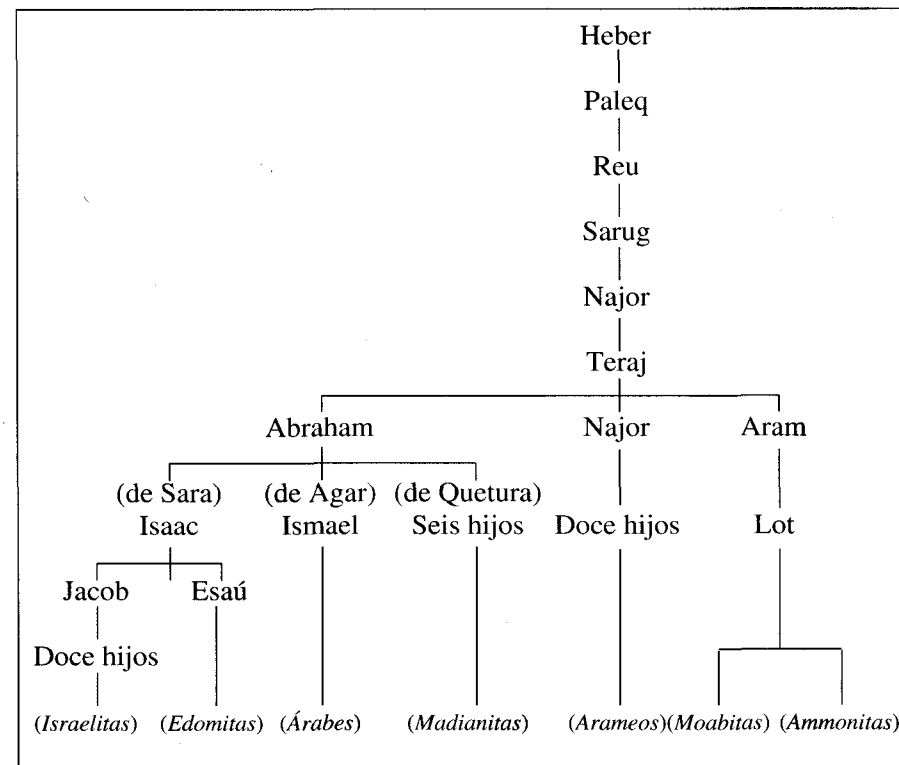 Heber
Paleq
Reu
Sarug
Najor
Teraj
Abraham Najor Aram
(de Sara) (de Agar) (de Quetura)
Isaac Ismael Seis hijos Doce hijos Lot
Jacob Esaú
Doce hijos
(Israelitas) (Edomitas) (Árabes) (Madianitas) (Arameos) (Moabitas) (Ammonitas)